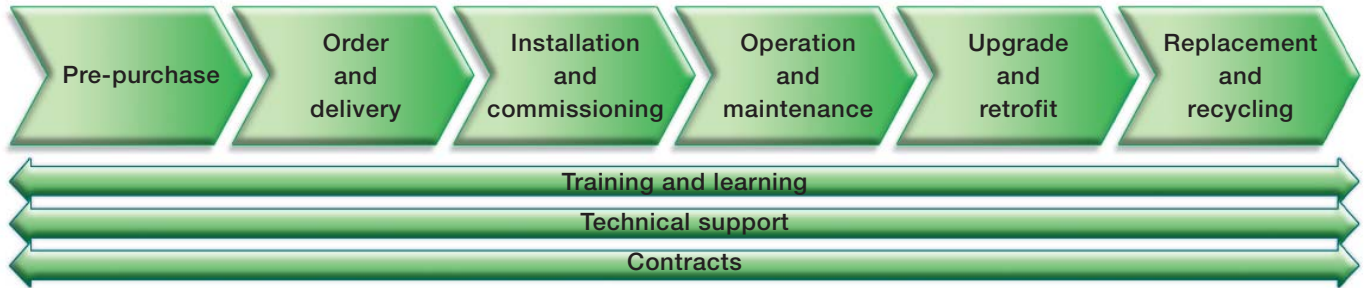 Pre-purchase
Order
and
delivery
Installation
and
commissioning
Operation
and
maintenance
Upgrade
and
retrofit
Replacement
and
recycling
Training and learning
Technical support
Contracts